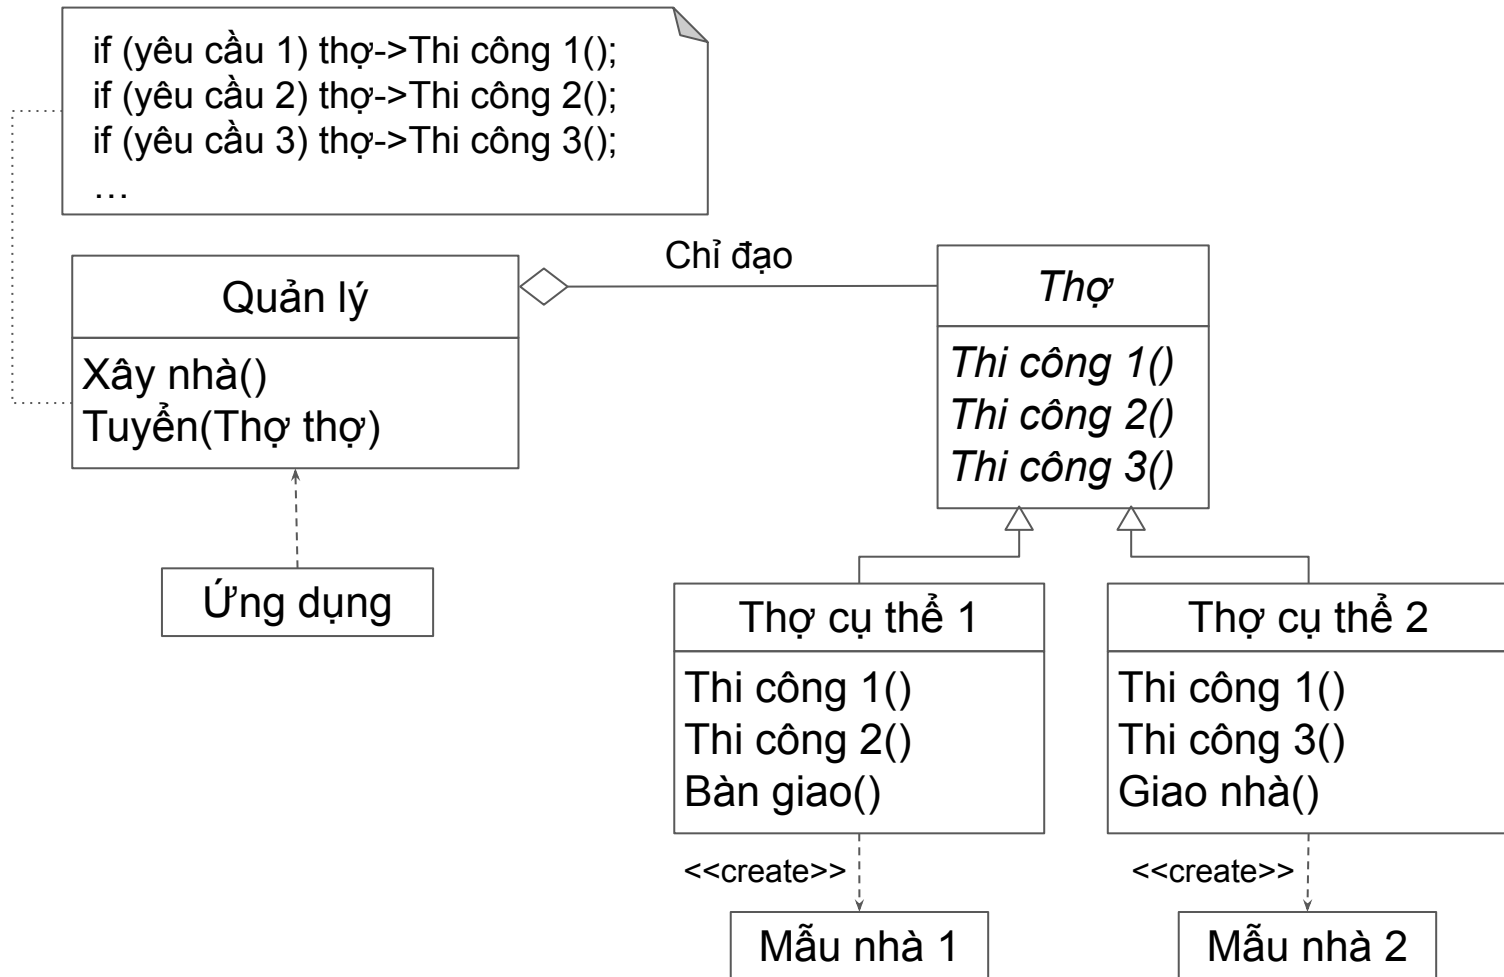 if (yêu cầu 1) thợ->Thi công 1();
if (yêu cầu 2) thợ->Thi công 2();
if (yêu cầu 3) thợ->Thi công 3();
…
Quản lý
Xây nhà()
Tuyển(Thợ thợ)
Chỉ đạo
Thợ
Thi công 1()
Thi công 2()
Thi công 3()
Ứng dụng
Thợ cụ thể 1
Thi công 1()
Thi công 2()
Bàn giao()
<<create>>
Mẫu nhà 1
Thợ cụ thể 2
Thi công 1()
Thi công 3()
Giao nhà()
<<create>>
Mẫu nhà 2